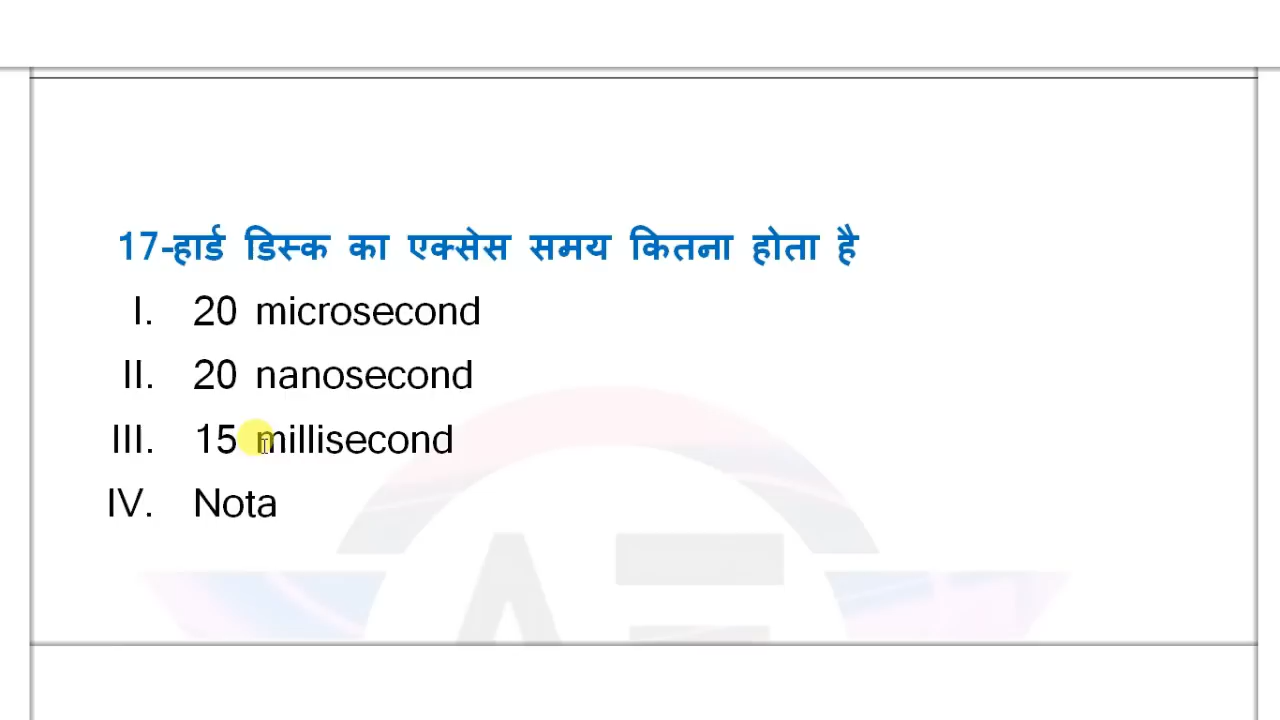 17-हार्ड डिस्क का एक्सेस समय कितना होता है
I. 20 microsecond
II. 20 nanosecond
III. 15 millisecond
IV. Nota